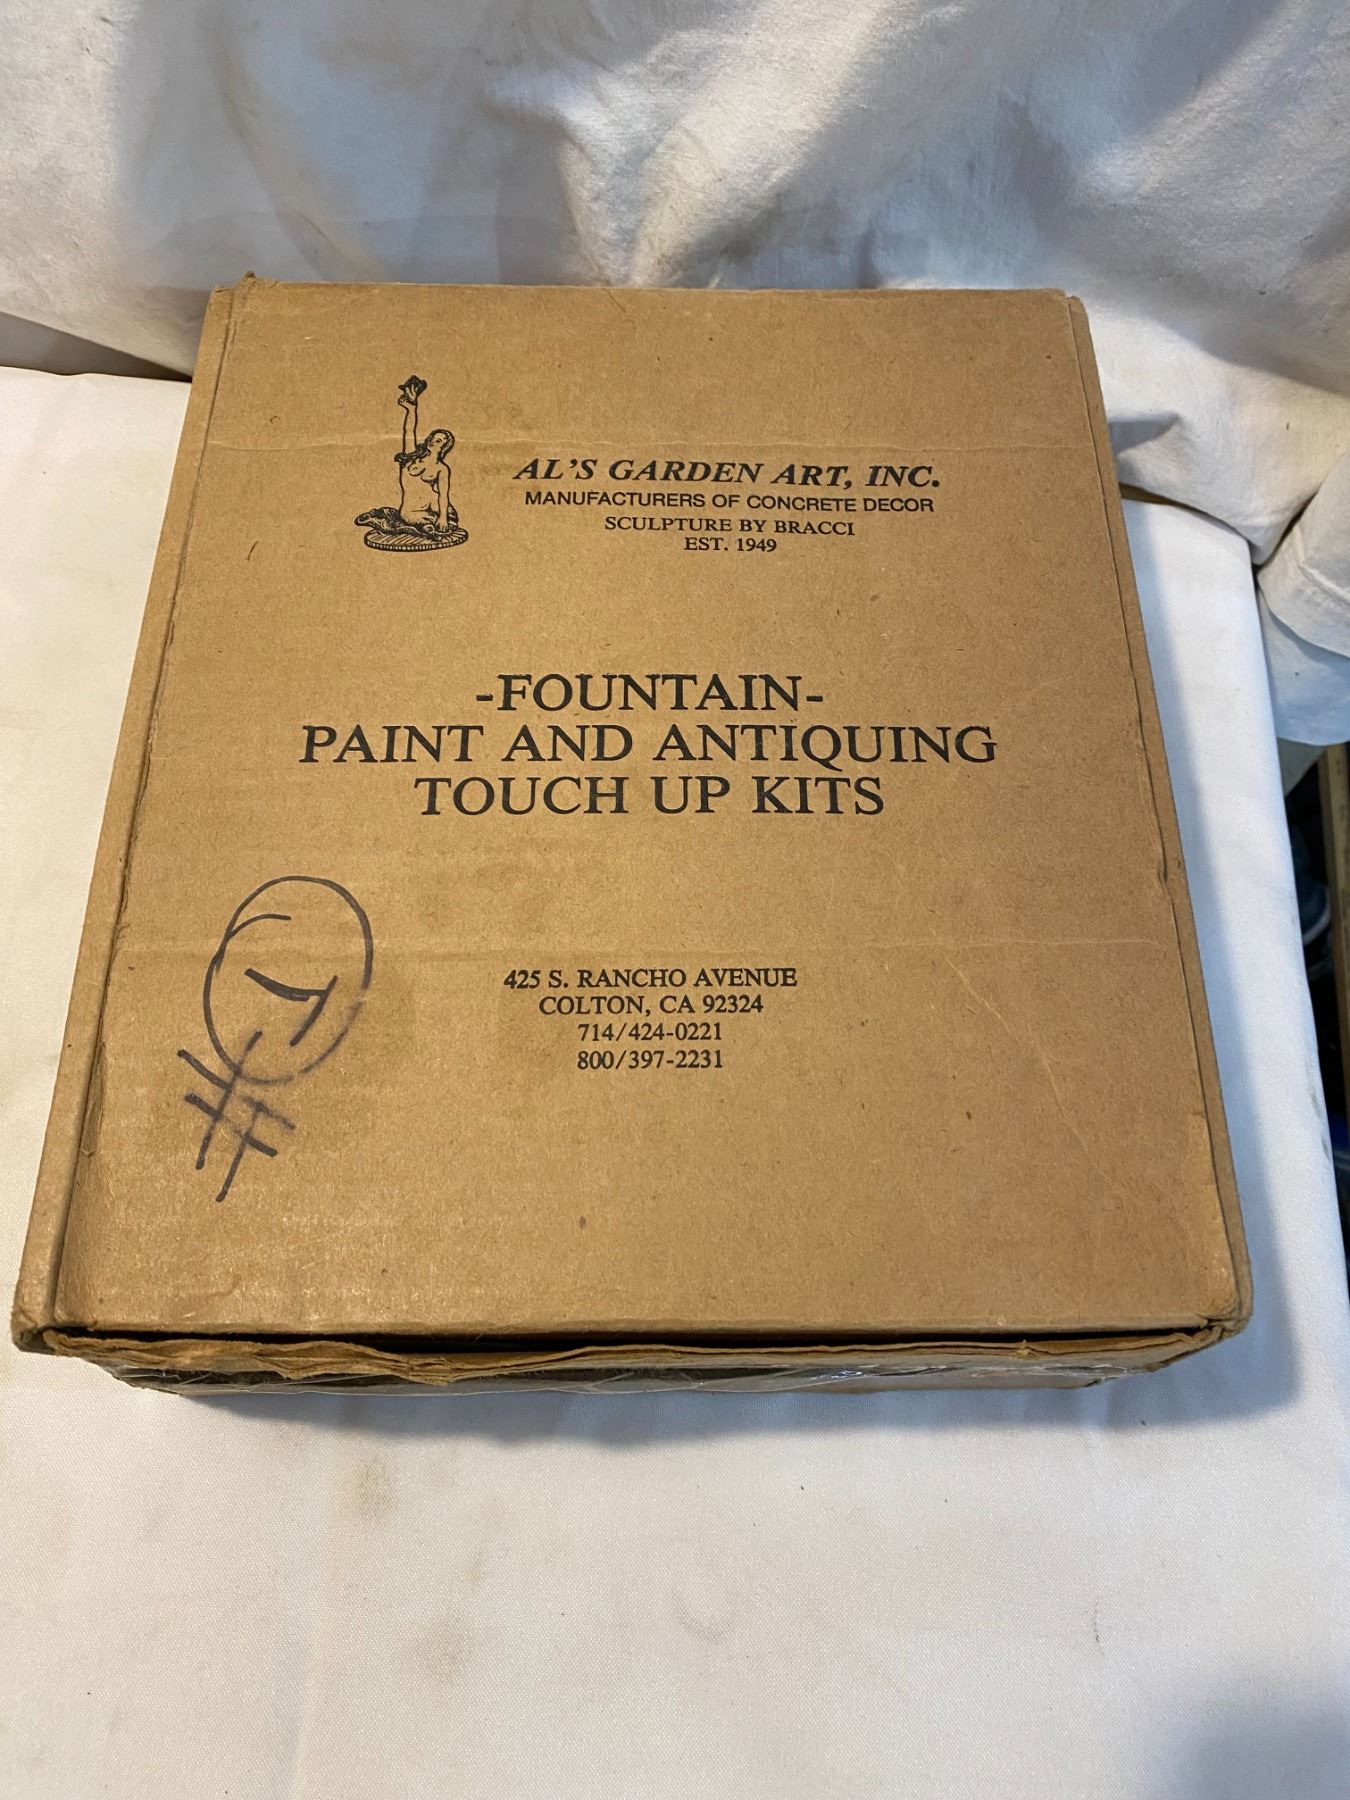 AL'S GARDEN ART, INC.
MANUFACTURERS OF CONCRETE DECOR
SCULPTURE BY BRACCI
EST. 1949
-FOUNTAIN-
PAINT AND ANTIQUING
TOUCH UP KITS
425 S. RANCHO AVENUE
COLTON, CA 92324
714/424-0221
800/397-2231